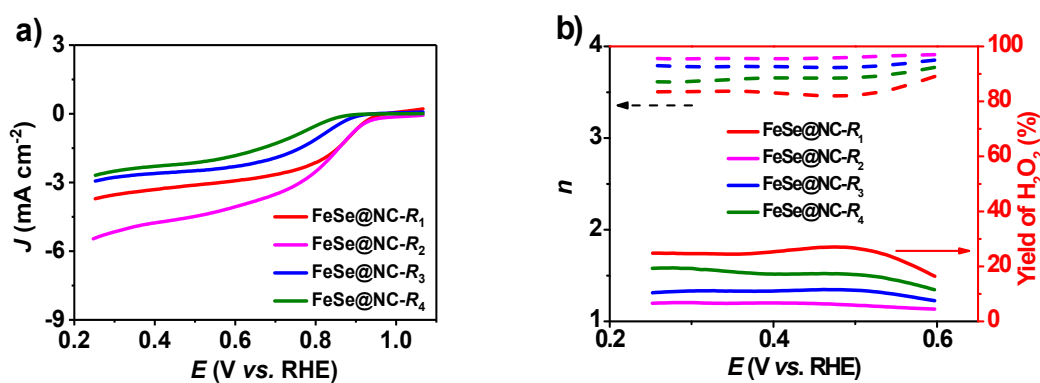 a)
3
0
-3
-6
-9
J (mA cm-2)
0.2 0.4 0.6 0.8 1.0
E (V vs. RHE)
FeSe@NC-R1
FeSe@NC-R2
FeSe@NC-R3
FeSe@NC-R4
b)
4
3
2
1
n
0.2 0.4 0.6
E (V vs. RHE)
FeSe@NC-R1
FeSe@NC-R2
FeSe@NC-R3
FeSe@NC-R4
100
80
60
40
20
0
Yield of H2O2 (%)